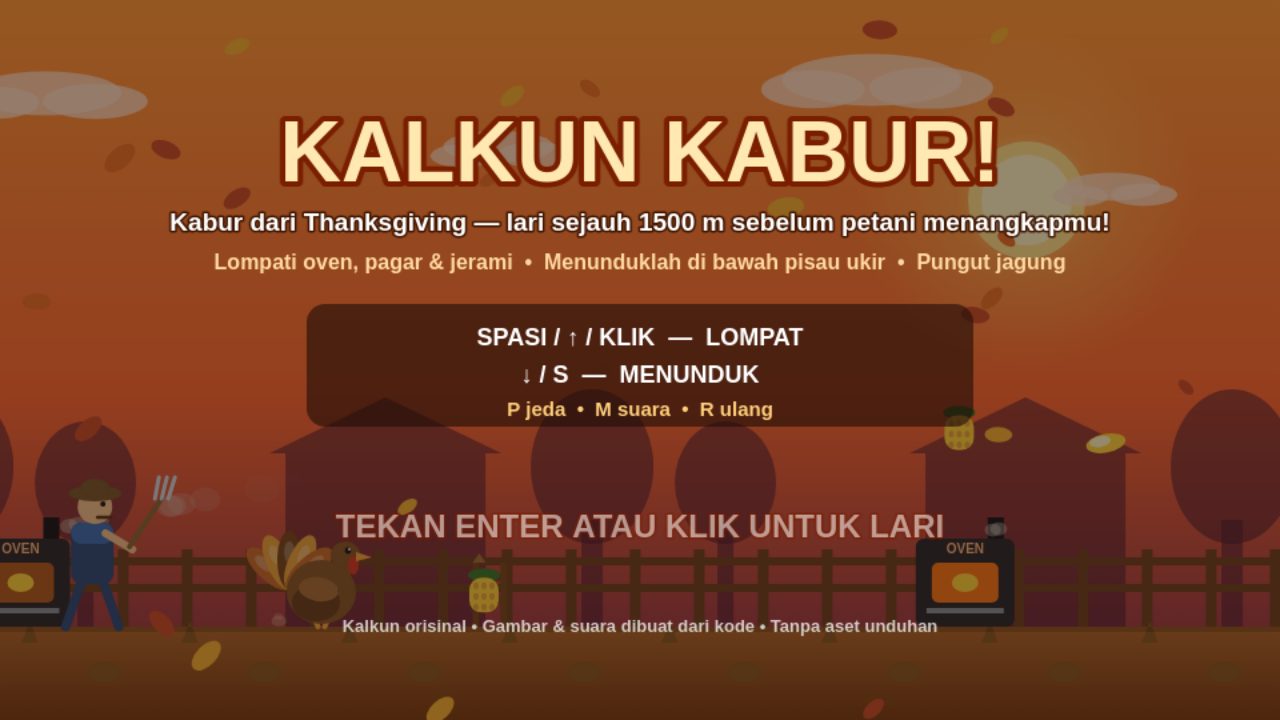 KALKUN KABUR!
Kabur dari Thanksgiving — lari sejauh 1500 m sebelum petani menangkapmu!
Lompati oven, pagar & jerami • Menunduklah di bawah pisau ukir • Pungut jagung
SPASI / ↑ / KLIK — LOMPAT
↓ / S — MENUNDUK
P jeda • M suara • R ulang
TEKAN ENTER ATAU KLIK UNTUK LARI
OVEN
OVEN
Kalkun orisinal • Gambar & suara dibuat dari kode • Tanpa aset unduhan